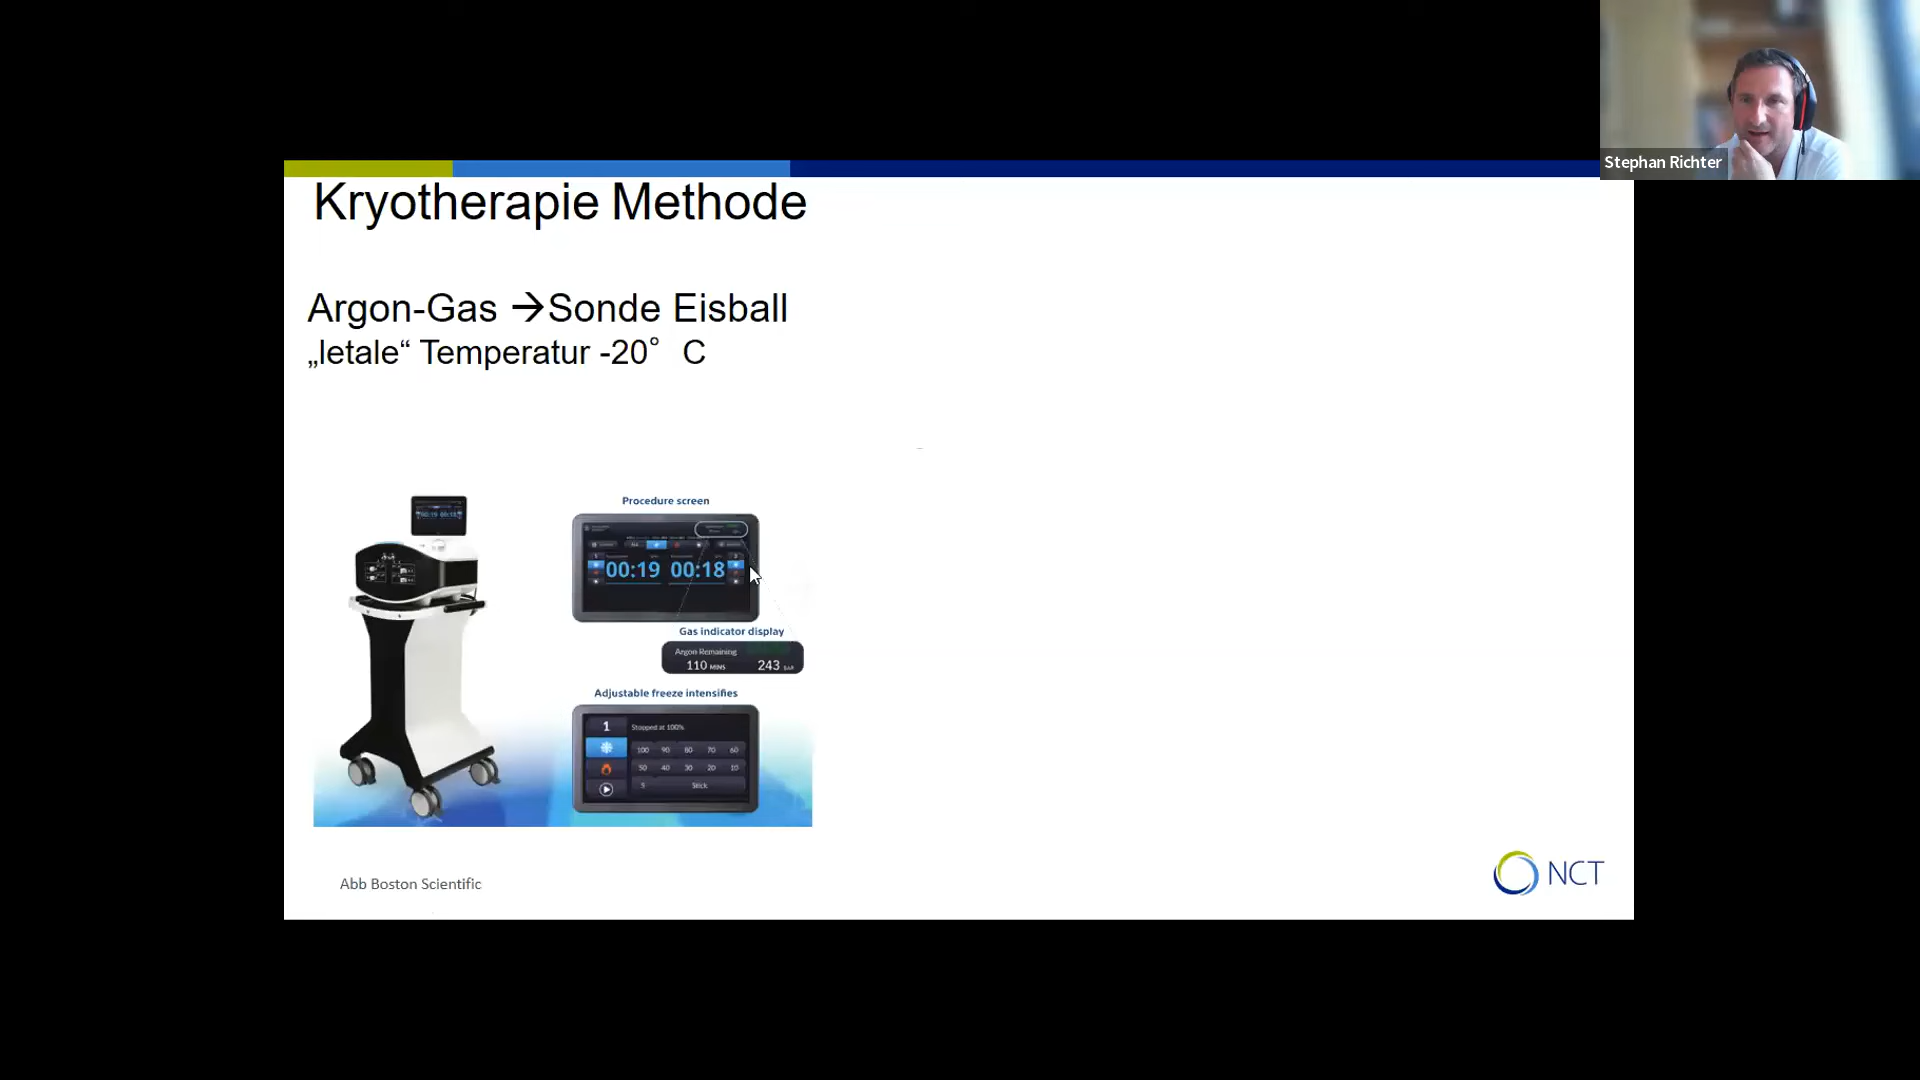 Stephan Richter
Kryotherapie Methode
Argon-Gas →Sonde Eisball
„letale“ Temperatur -20° C
Procedure screen
00:19 00:18
Gas indicator display
Argon Remaining
110 MINS 243 BAR
Adjustable freeze intensifies
1 Stopped at 100%
100 90 80 70 60
50 40 30 20 10
5 Stick
Abb Boston Scientific
NCT